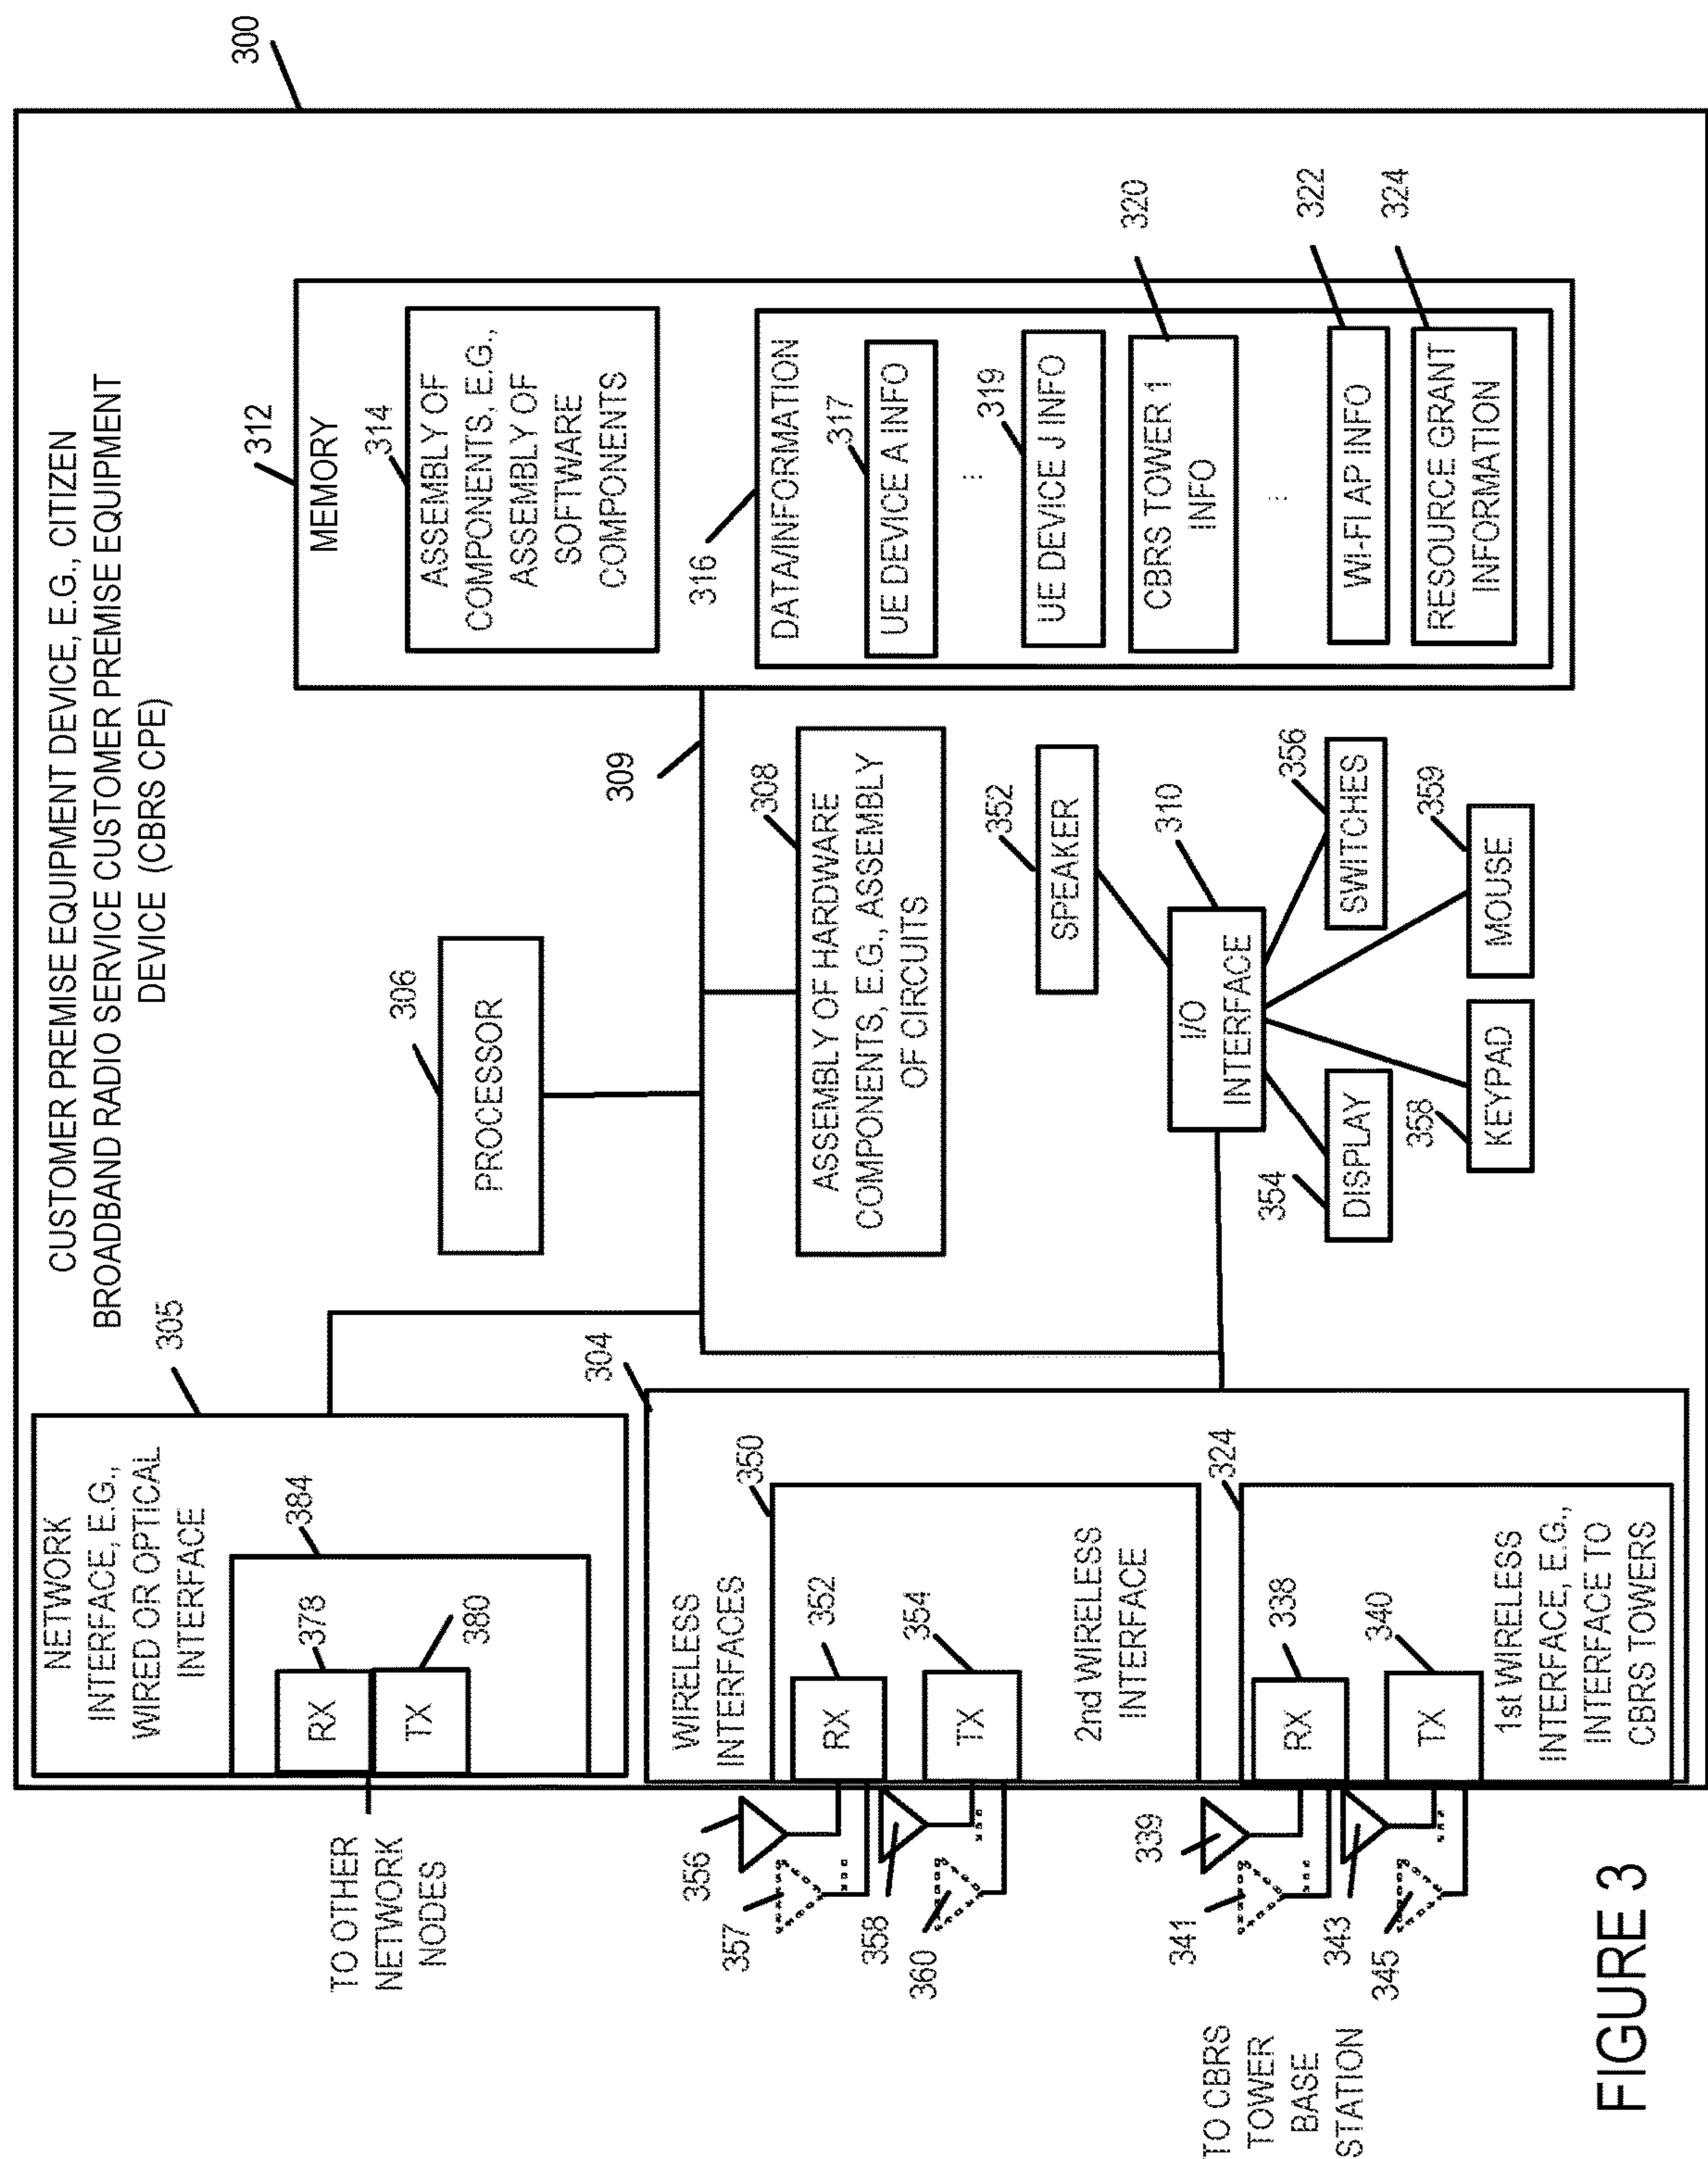 CUSTOMER PREMISE EQUIPMENT DEVICE, E.G., CITIZEN
BROADBAND RADIO SERVICE CUSTOMER PREMISE EQUIPMENT
DEVICE (CBRS CPE)
300
NETWORK
INTERFACE, E.G.,
WIRED OR OPTICAL
INTERFACE
305
384
RX
378
TX
380
TO OTHER
NETWORK
NODES
304
WIRELESS
INTERFACES
350
RX
352
TX
354
2nd WIRELESS
INTERFACE
356
357
358
360
...
...
324
RX
338
TX
340
1st WIRELESS
INTERFACE, E.G.,
INTERFACE TO
CBRS TOWERS
339
341
343
345
...
...
TO CBRS
TOWER
BASE
STATION
306
PROCESSOR
309
308
ASSEMBLY OF HARDWARE
COMPONENTS, E.G., ASSEMBLY
OF CIRCUITS
352
SPEAKER
310
I/O
INTERFACE
354
DISPLAY
356
SWITCHES
358
KEYPAD
359
MOUSE
312
MEMORY
314
ASSEMBLY OF
COMPONENTS, E.G.,
ASSEMBLY OF
SOFTWARE
COMPONENTS
316
DATA/INFORMATION
317
UE DEVICE A INFO
...
319
UE DEVICE J INFO
320
CBRS TOWER 1
INFO
...
322
WI-FI AP INFO
324
RESOURCE GRANT
INFORMATION
FIGURE 3